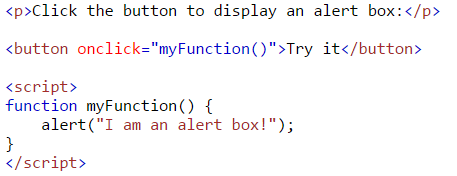 <p>Click the button to display an alert box:</p>
<button onclick="myFunction()">Try it</button>
<script>
function myFunction() {
    alert("I am an alert box!");
}
</script>